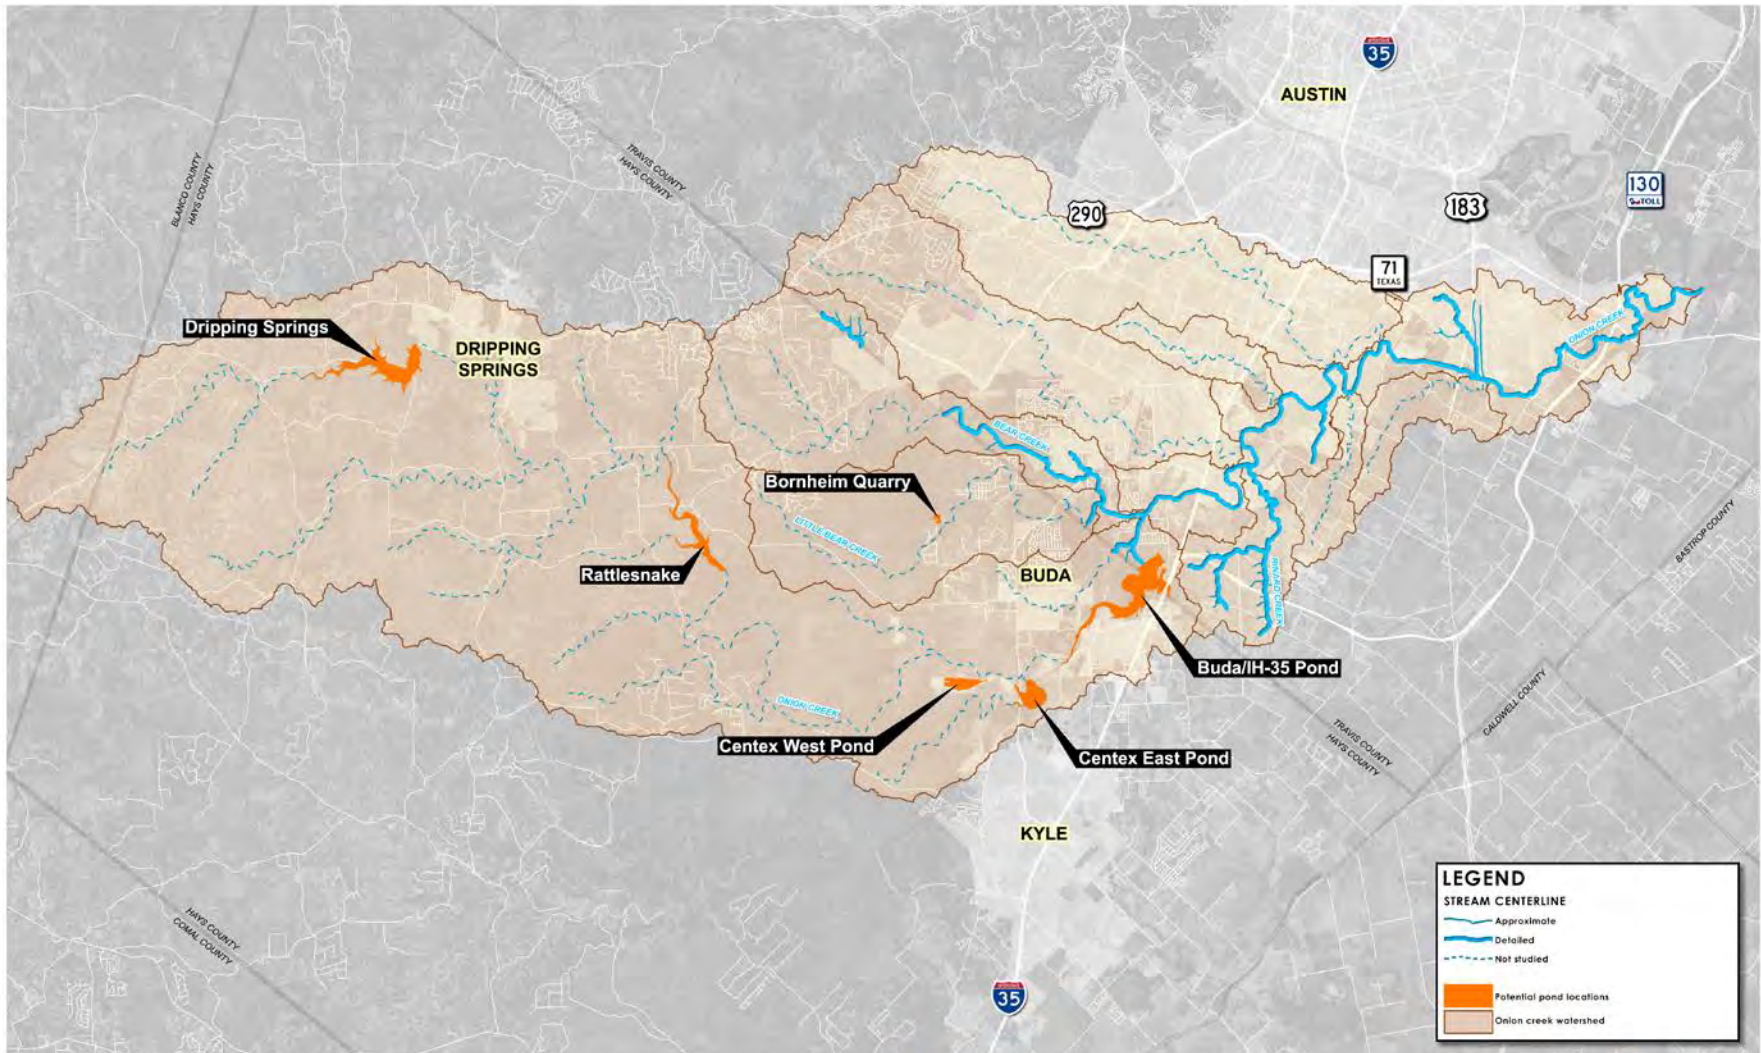 INTERSTATE
35
AUSTIN
BLANCO COUNTY
HAYS COUNTY
TRAVIS COUNTY
HAYS COUNTY
290
183
130
TOLL
71
TEXAS
ONION CREEK
Dripping Springs
DRIPPING
SPRINGS
BEAR CREEK
Bornheim Quarry
LITTLE BEAR CREEK
BASTROP COUNTY
Rattlesnake
BUDA
RINARD CREEK
Buda/IH-35 Pond
ONION CREEK
CALDWELL COUNTY
TRAVIS COUNTY
HAYS COUNTY
Centex West Pond
Centex East Pond
KYLE
HAYS COUNTY
COMAL COUNTY
INTERSTATE
35
LEGEND
STREAM CENTERLINE
Approximate
Detailed
Not studied
Potential pond locations
Onion creek watershed